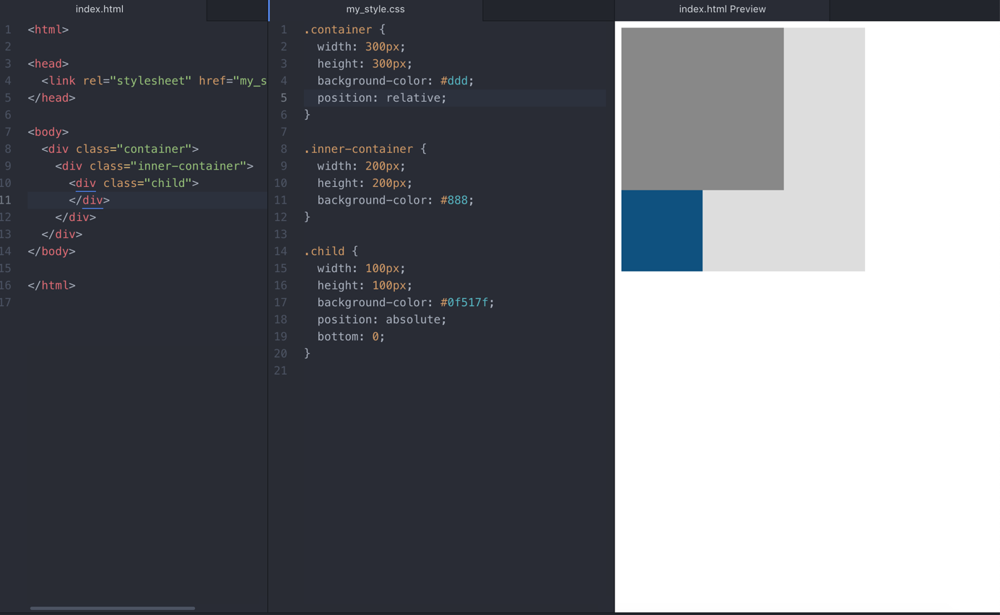 index.html
1 <html>
2
3 <head>
4   <link rel="stylesheet" href="my_s
5 </head>
6
7 <body>
8   <div class="container">
9     <div class="inner-container">
10       <div class="child">
11       </div>
12     </div>
13   </div>
14 </body>
15
16 </html>
17
my_style.css
1 .container {
2   width: 300px;
3   height: 300px;
4   background-color: #ddd;
5   position: relative;
6 }
7
8 .inner-container {
9   width: 200px;
10   height: 200px;
11   background-color: #888;
12 }
13
14 .child {
15   width: 100px;
16   height: 100px;
17   background-color: #0f517f;
18   position: absolute;
19   bottom: 0;
20 }
21
index.html Preview